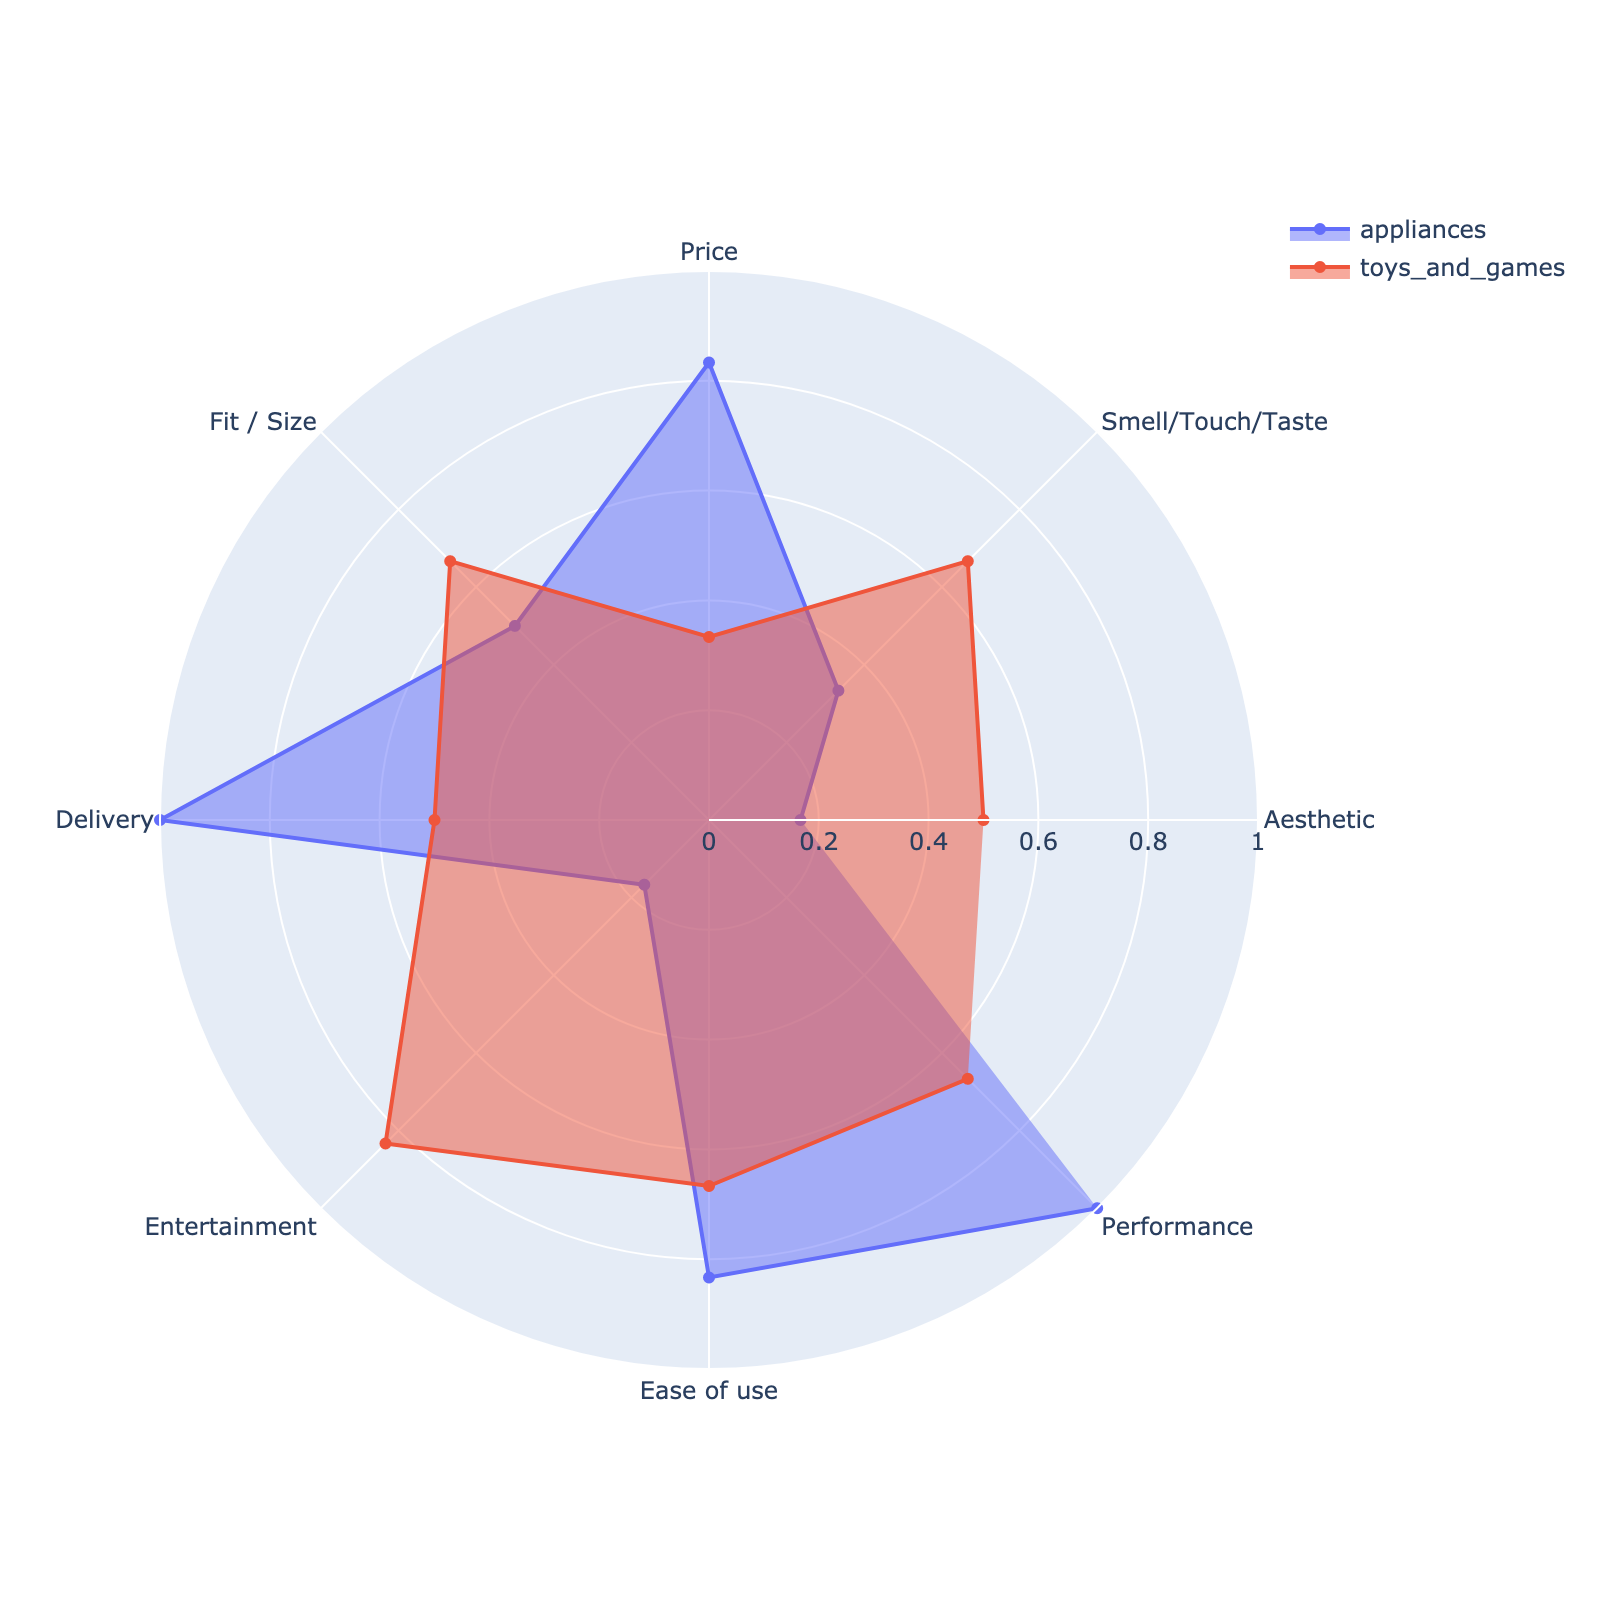 appliances
toys_and_games
Price
Fit / Size
Smell/Touch/Taste
Delivery
Aesthetic
0
0.2
0.4
0.6
0.8
1
Entertainment
Performance
Ease of use